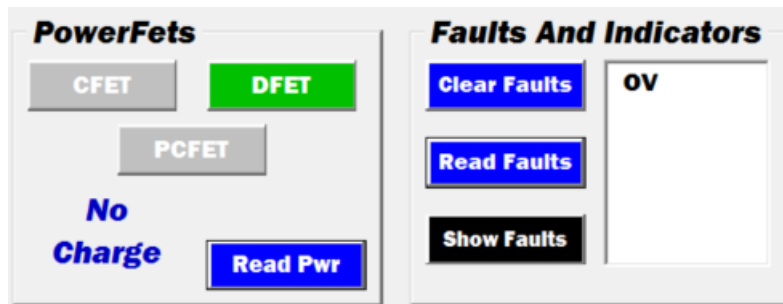 PowerFets
CFET
DFET
PCFET
No
Charge
Read Pwr
Faults And Indicators
Clear Faults
OV
Read Faults
Show Faults